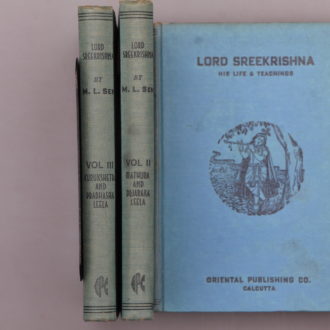 LORD
SREEKRISHNA
BY
M. L. SEN
VOL III
KURUKSHETRA
AND
PRABHASHA
LEELA
LORD
SREEKRISHNA
BY
M. L. SEN
VOL II
MATHURA
AND
DWARAKA
LEELA
LORD SREEKRISHNA
HIS LIFE & TEACHINGS
ORIENTAL PUBLISHING CO.
CALCUTTA